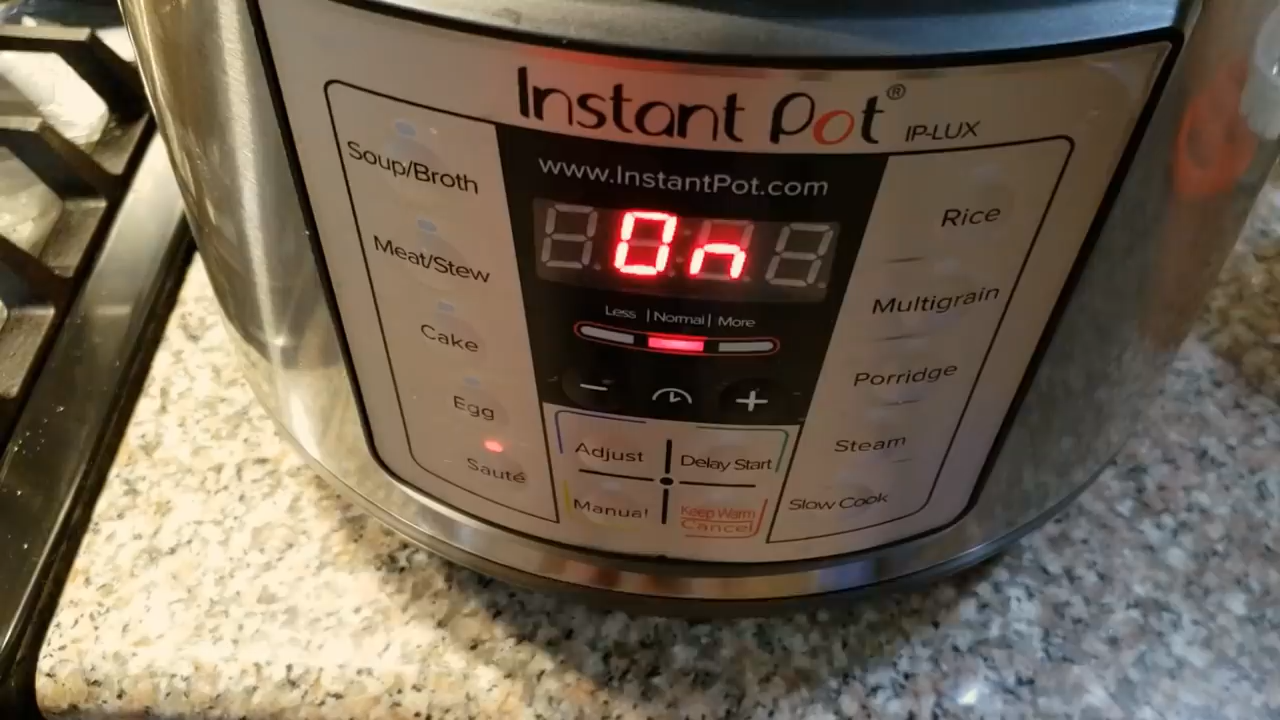 Instant Pot® IP-LUX
www.InstantPot.com
On
Less | Normal | More
− +
Soup/Broth
Meat/Stew
Cake
Egg
Sauté
Adjust
Delay Start
Manual
Keep Warm
Cancel
Rice
Multigrain
Porridge
Steam
Slow Cook